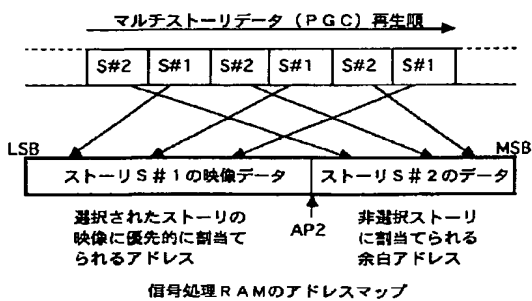 マルチストーリデータ(PGC)再生順
S#2 S#1 S#2 S#1 S#2 S#1
LSB MSB
ストーリS#1の映像データ ストーリS#2のデータ
AP2
選択されたストーリの
映像に優先的に割当て
られるアドレス
非選択ストーリ
に割当てられる
余白アドレス
信号処理RAMのアドレスマップ